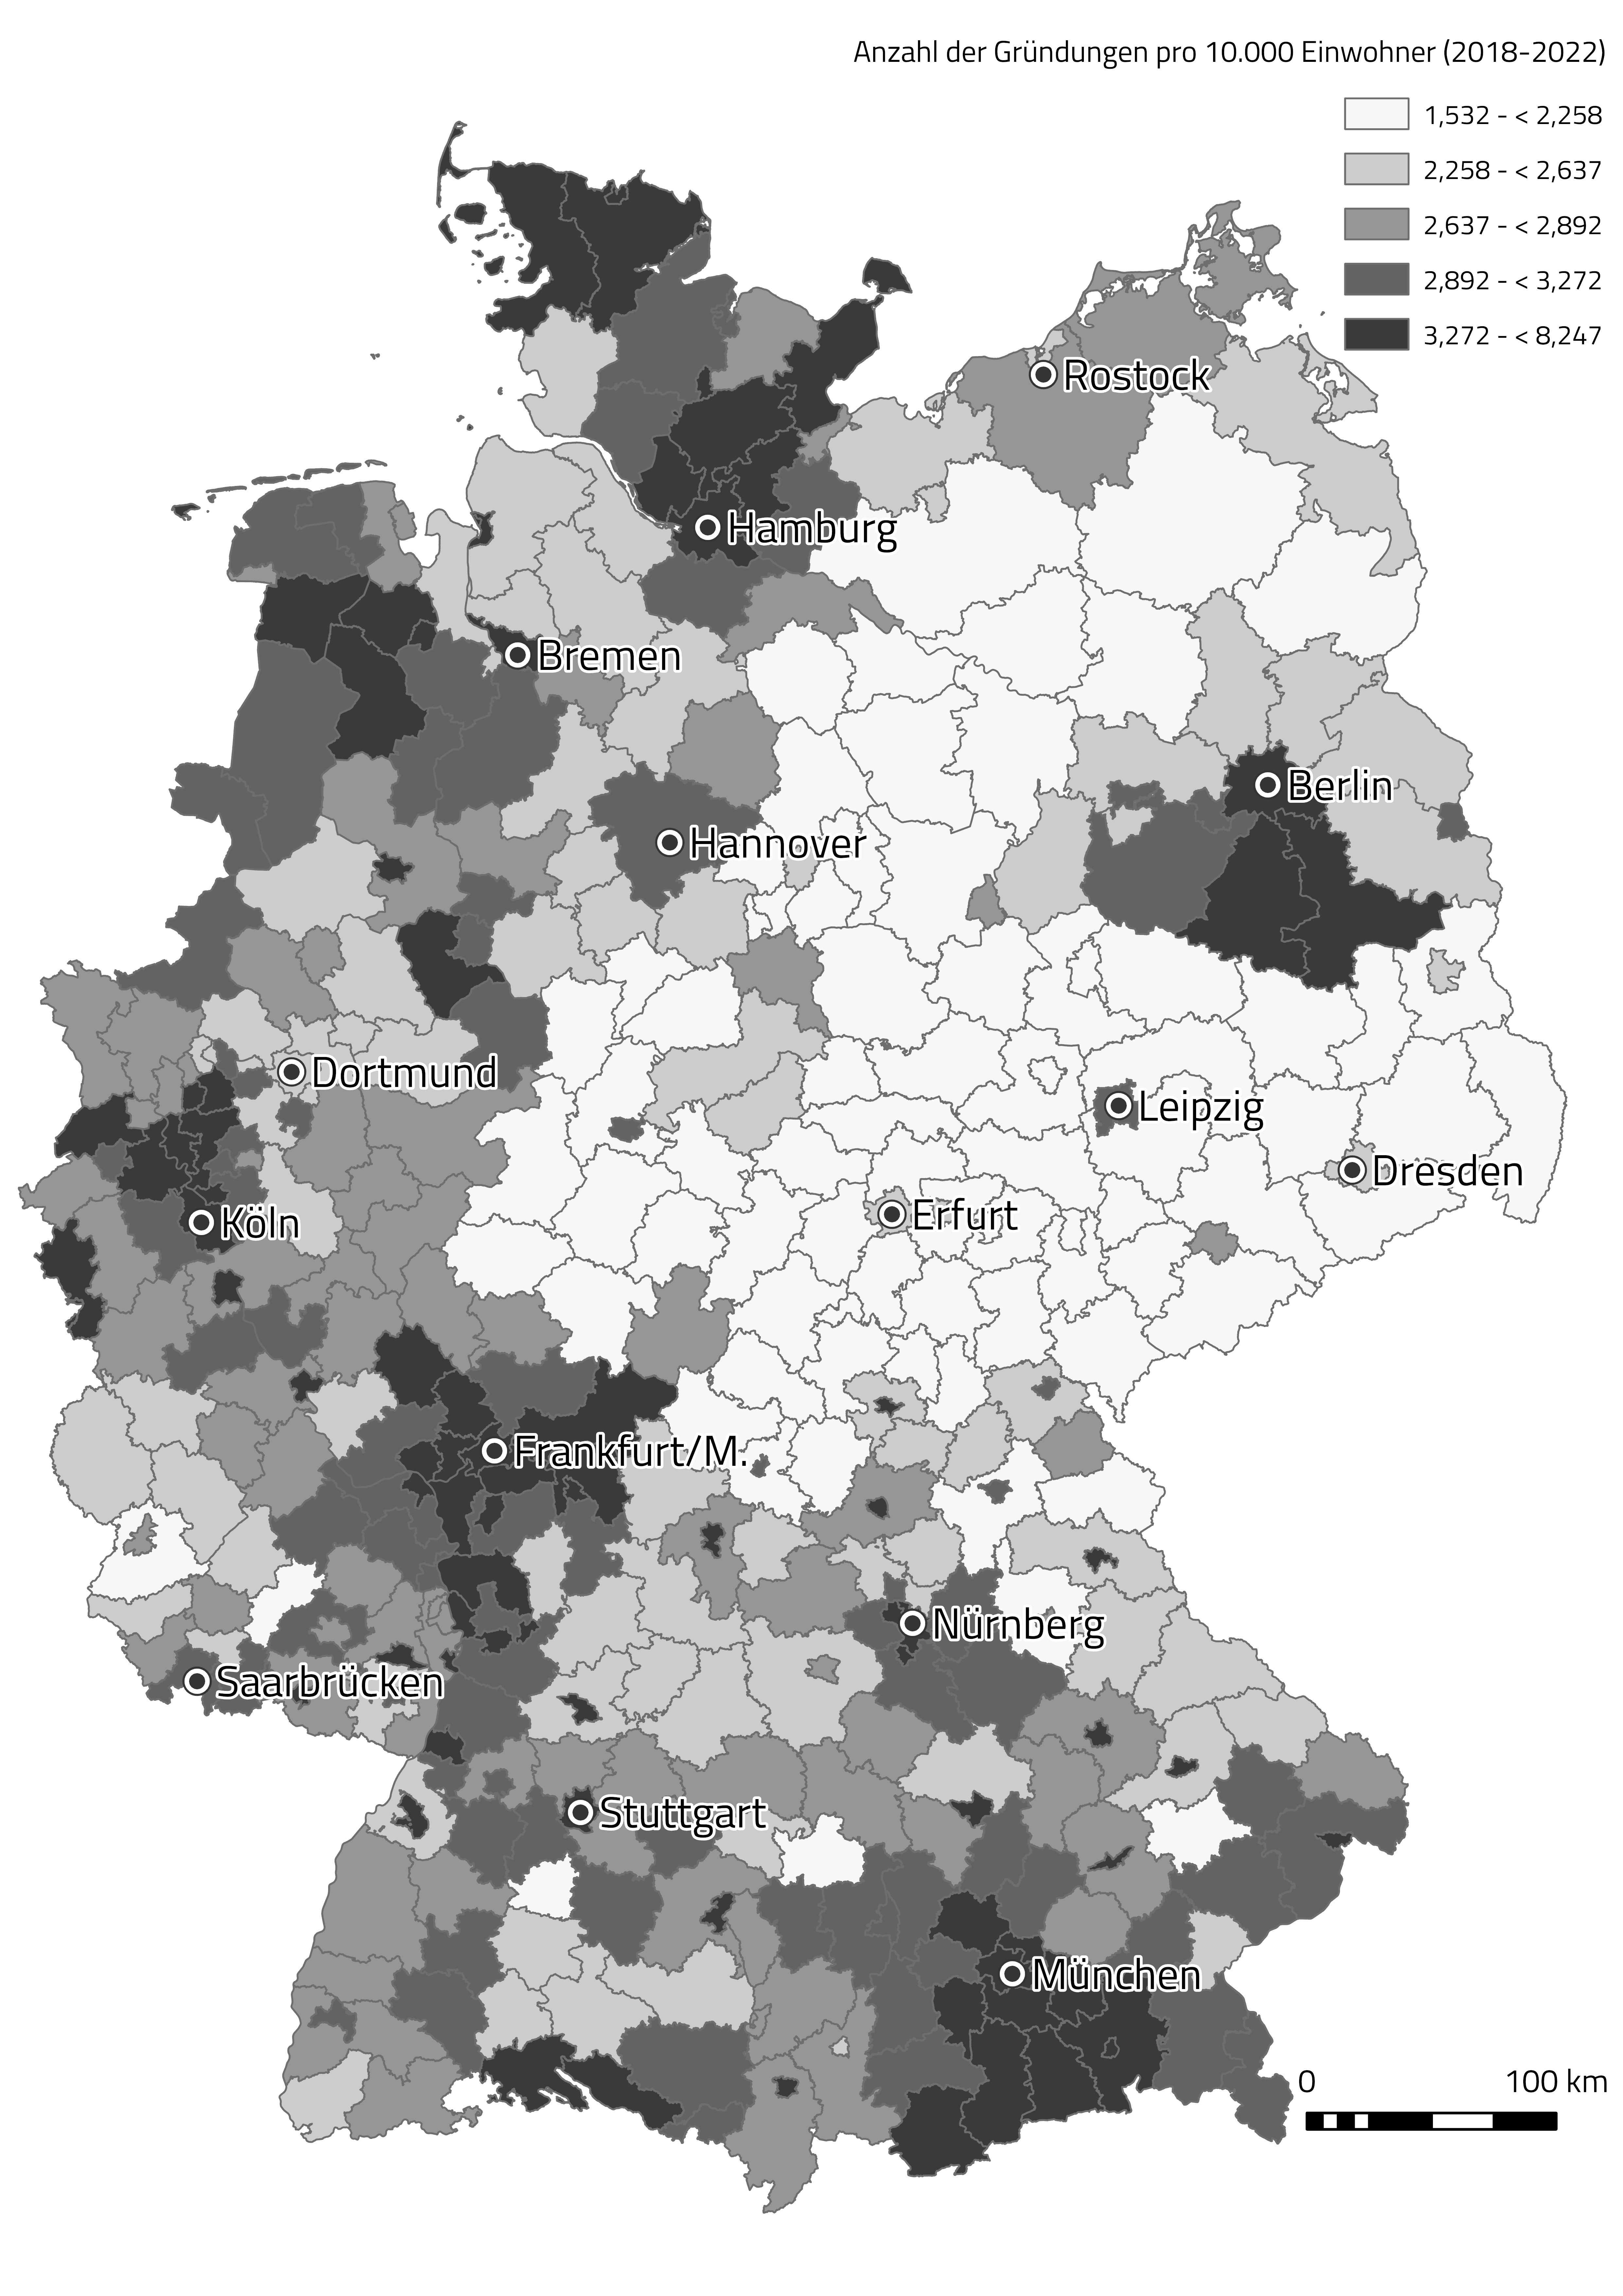 Anzahl der Gründungen pro 10.000 Einwohner (2018-2022)
1,532 - < 2,258
2,258 - < 2,637
2,637 - < 2,892
2,892 - < 3,272
3,272 - < 8,247
Rostock
Hamburg
Bremen
Berlin
Hannover
Dortmund
Leipzig
Dresden
Erfurt
Köln
Frankfurt/M.
Nürnberg
Saarbrücken
Stuttgart
München
0 100 km